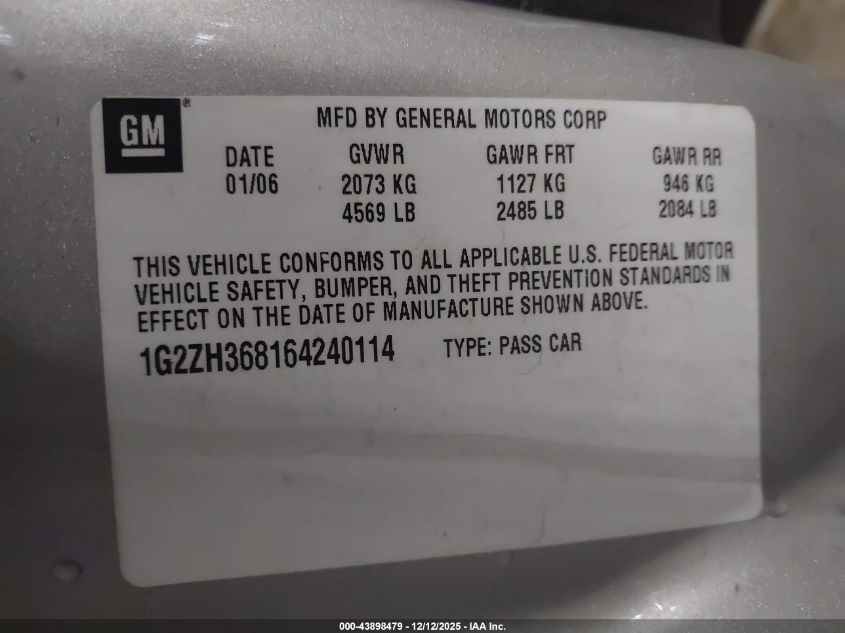 GM®
MFD BY GENERAL MOTORS CORP
DATE GVWR GAWR FRT GAWR RR
01/06 2073 KG 1127 KG 946 KG
4569 LB 2485 LB 2084 LB
THIS VEHICLE CONFORMS TO ALL APPLICABLE U.S. FEDERAL MOTOR
VEHICLE SAFETY, BUMPER, AND THEFT PREVENTION STANDARDS IN
EFFECT ON THE DATE OF MANUFACTURE SHOWN ABOVE.
1G2ZH368164240114 TYPE: PASS CAR
000-43898479 - 12/12/2025 - IAA Inc.